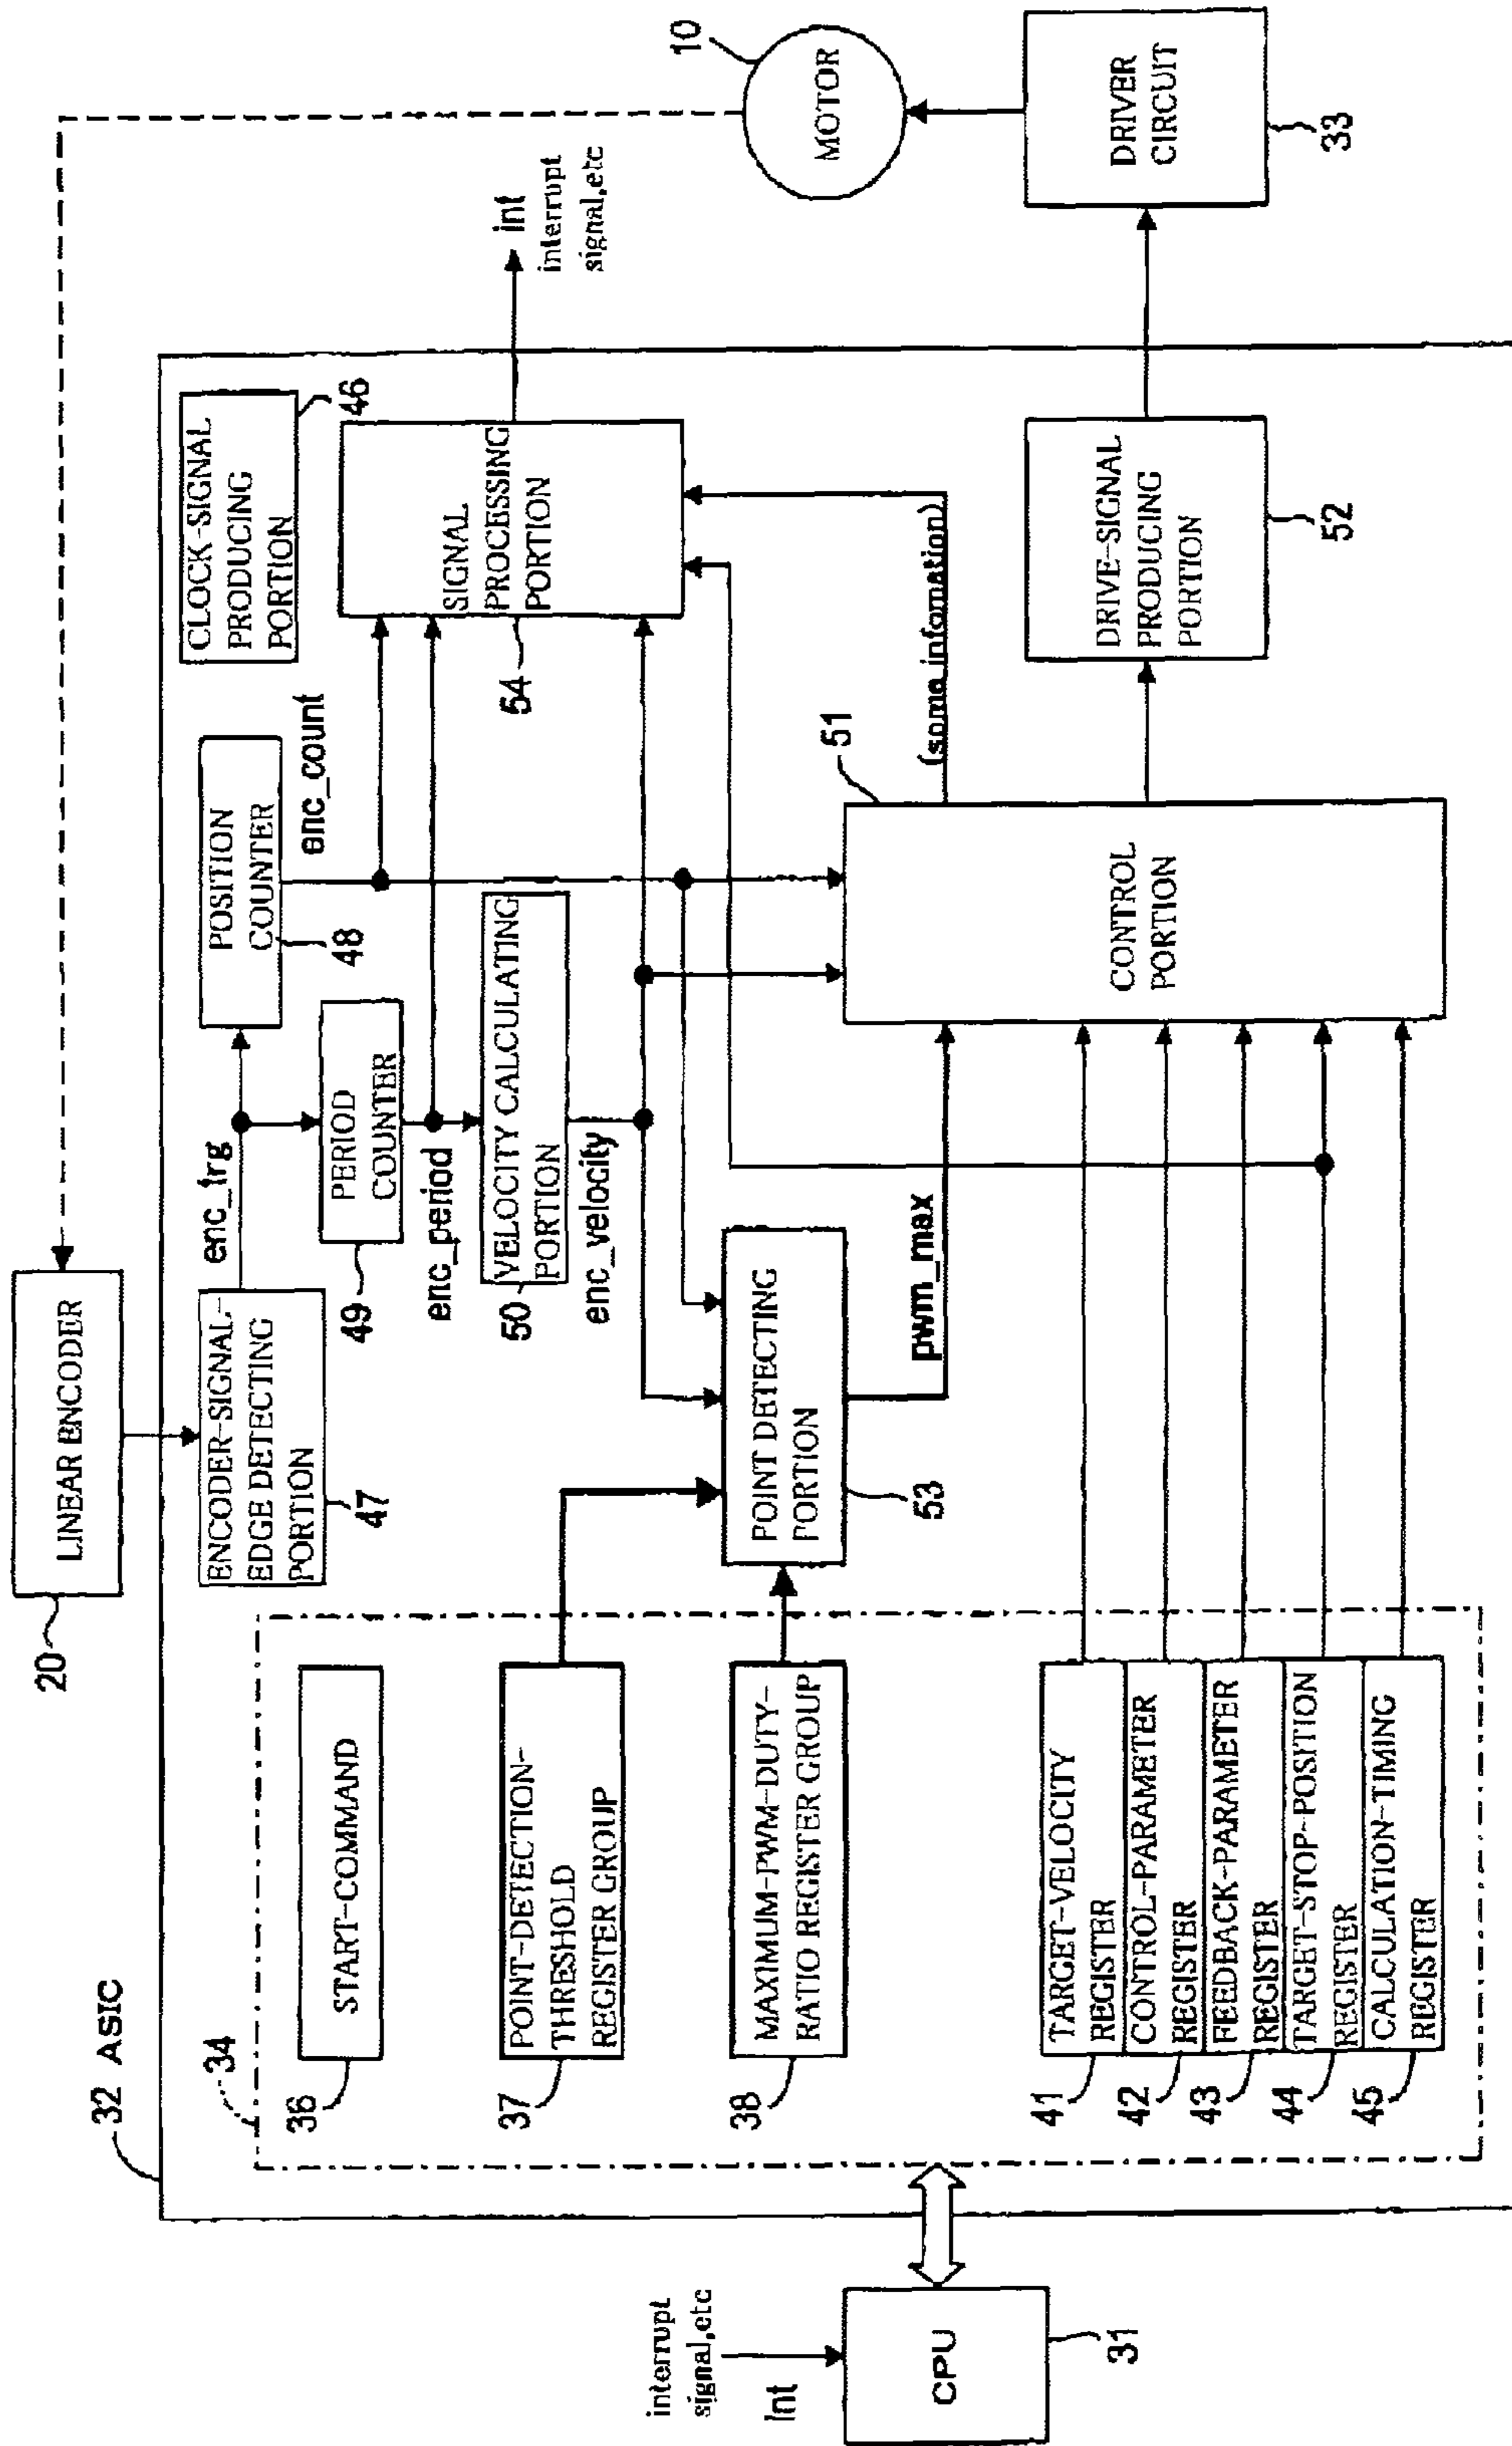 20
LINEAR ENCODER
32 ASIC
34
START-COMMAND
36
POINT-DETECTION-
THRESHOLD
REGISTER GROUP
37
MAXIMUM-PWM-DUTY-
RATIO REGISTER GROUP
38
TARGET-VELOCITY
REGISTER
41
CONTROL-PARAMETER
REGISTER
42
FEEDBACK-PARAMETER
REGISTER
43
TARGET-STOP-POSITION
REGISTER
44
CALCULATION-TIMING
REGISTER
45
interrupt
signal,etc
Int
CPU
31
ENCODER-SIGNAL-
EDGE DETECTING
PORTION
47
enc_trg
POSITION
COUNTER
48
enc_count
PERIOD
COUNTER
49
enc_period
VELOCITY CALCULATING
PORTION
50
enc_velocity
POINT DETECTING
PORTION
53
pwm_max
CLOCK-SIGNAL
PRODUCING
PORTION
46
SIGNAL
PROCESSING
PORTION
54
int
interrupt
signal,etc
(some infomation)
CONTROL
PORTION
51
DRIVE-SIGNAL
PRODUCING
PORTION
52
DRIVER
CIRCUIT
33
MOTOR
10